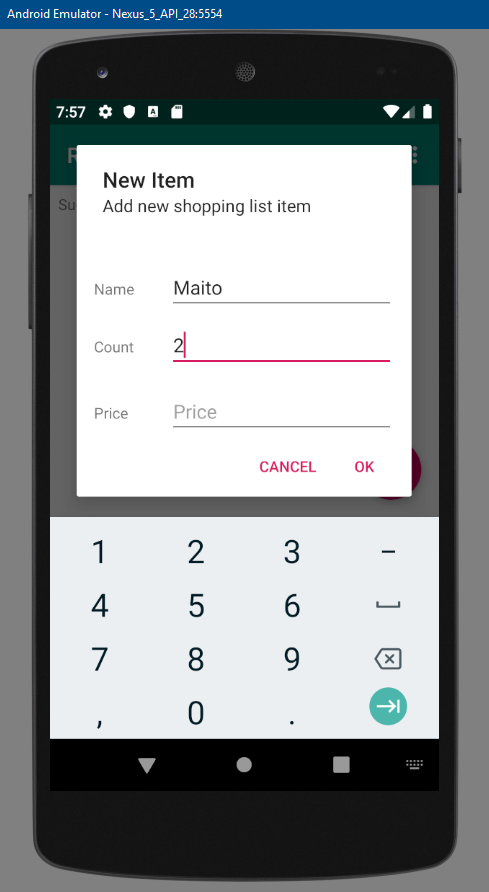 Android Emulator - Nexus_5_API_28:5554
7:57
New Item
Add new shopping list item
Name Maito
Count 2
Price Price
CANCEL OK
1 2 3 –
4 5 6
7 8 9
, 0 .